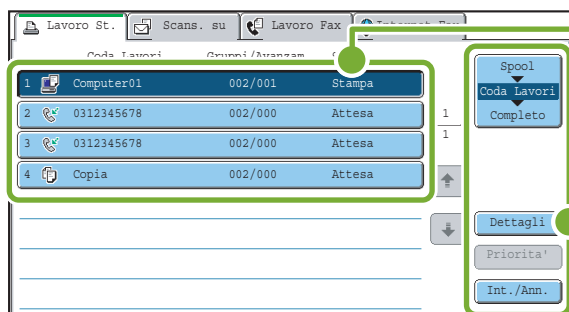 Lavoro St. Scans. su Lavoro Fax Internet Fax
Coda Lavori Gruppi/Avanzam.
1 Computer01 002/001 Stampa
2 0312345678 002/000 Attesa
3 0312345678 002/000 Attesa
4 Copia 002/000 Attesa
1
1
Spool
Coda Lavori
Completo
Dettagli
Priorita'
Int./Ann.